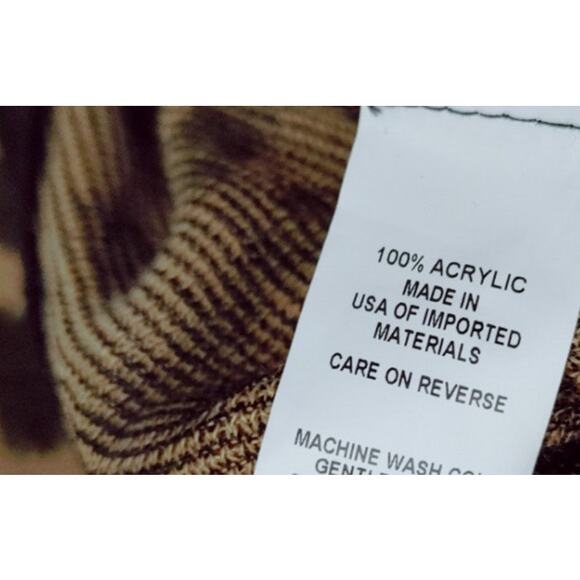 100% ACRYLIC
MADE IN
USA OF IMPORTED
MATERIALS
CARE ON REVERSE
MACHINE WASH